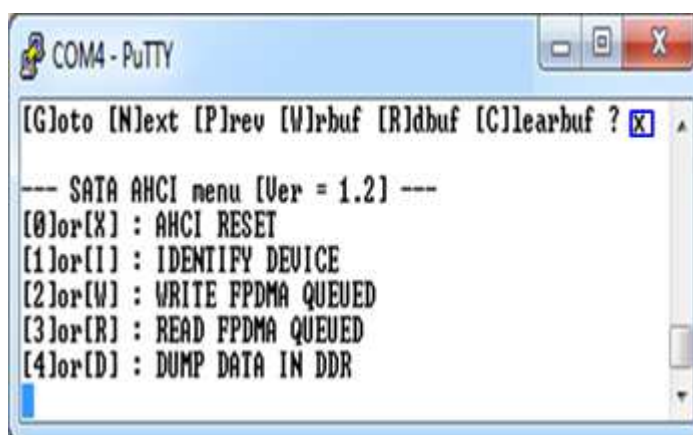 COM4 - PuTTY
[G]oto [N]ext [P]rev [W]rbuf [R]dbuf [C]learbuf ? X
--- SATA AHCI menu [Ver = 1.2] ---
[0]or[X] : AHCI RESET
[1]or[I] : IDENTIFY DEVICE
[2]or[W] : WRITE FPDMA QUEUED
[3]or[R] : READ FPDMA QUEUED
[4]or[D] : DUMP DATA IN DDR